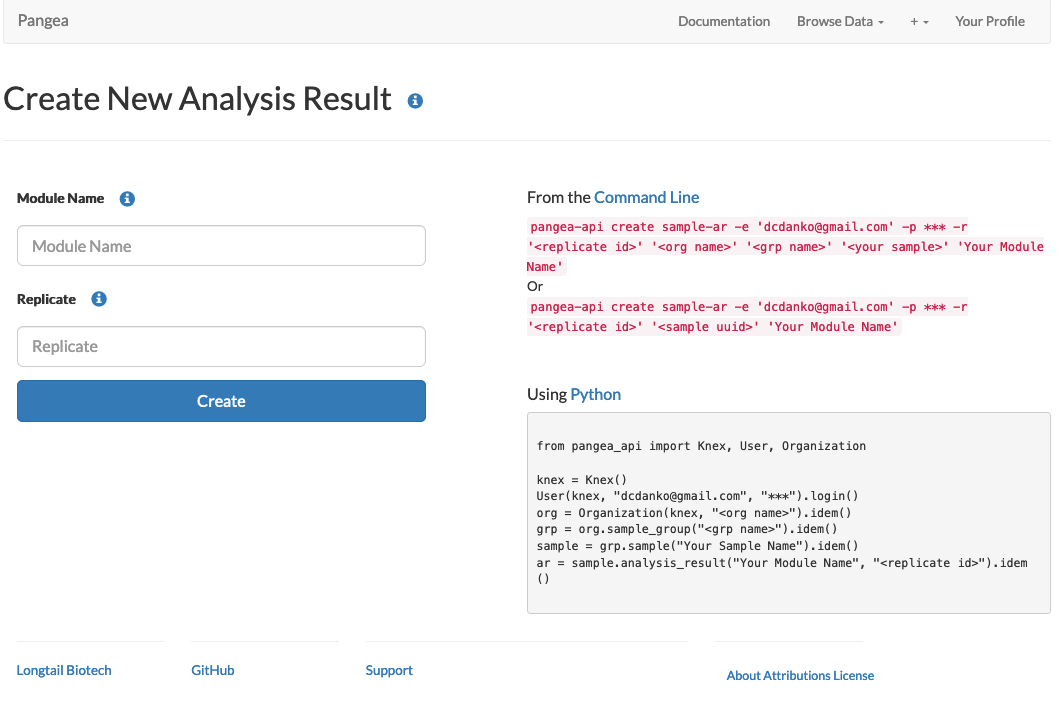 Pangea
Documentation
Browse Data
+
Your Profile
Create New Analysis Result
Module Name
Module Name
Replicate
Replicate
Create
From the Command Line
pangea-api create sample-ar -e 'dcdanko@gmail.com' -p *** -r
'<replicate id>' '<org name>' '<grp name>' '<your sample>' 'Your Module
Name'
Or
pangea-api create sample-ar -e 'dcdanko@gmail.com' -p *** -r
'<replicate id>' '<sample uuid>' 'Your Module Name'
Using Python
from pangea_api import Knex, User, Organization
knex = Knex()
User(knex, "dcdanko@gmail.com", "***").login()
org = Organization(knex, "<org name>").idem()
grp = org.sample_group("<grp name>").idem()
sample = grp.sample("Your Sample Name").idem()
ar = sample.analysis_result("Your Module Name", "<replicate id>").idem
()
Longtail Biotech
GitHub
Support
About Attributions License